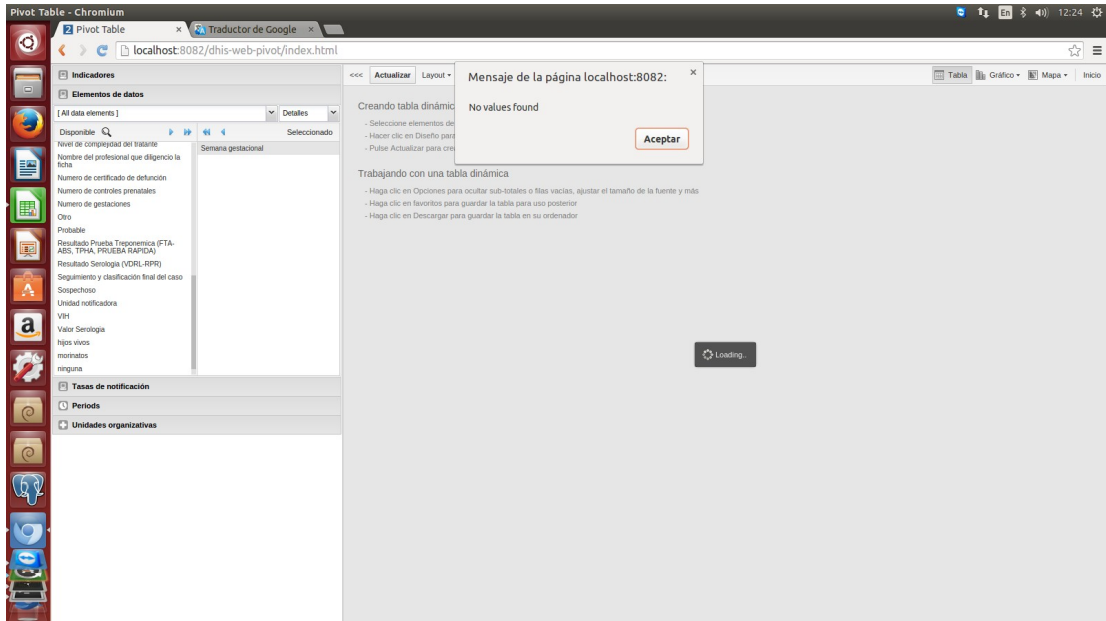 Pivot Table - Chromium
En
12:24
Pivot Table
Traductor de Google
localhost:8082/dhis-web-pivot/index.html
Indicadores
Elementos de datos
[ All data elements ]
Detalles
Disponible
Seleccionado
Nivel de complejidad del tratante
Nombre del profesional que diligencio la
ficha
Numero de certificado de defunción
Numero de controles prenatales
Numero de gestaciones
Otro
Probable
Resultado Prueba Treponemica (FTA-
ABS, TPHA, PRUEBA RAPIDA)
Resultado Serologia (VDRL-RPR)
Seguimiento y clasificación final del caso
Sospechoso
Unidad notificadora
VIH
Valor Serologia
hijos vivos
morinatos
ninguna
Semana gestacional
Tasas de notificación
Periods
Unidades organizativas
<<<
Actualizar
Layout
Tabla
Gráfico
Mapa
Inicio
Mensaje de la página localhost:8082:
No values found
Aceptar
Creando tabla dinámic
- Seleccione elementos de
- Hacer clic en Diseño para
- Pulse Actualizar para cre
Trabajando con una tabla dinámica
- Haga clic en Opciones para ocultar sub-totales o filas vacias, ajustar el tamaño de la fuente y más
- Haga clic en favoritos para guardar la tabla para uso posterior
- Haga clic en Descargar para guardar la tabla en su ordenador
Loading..